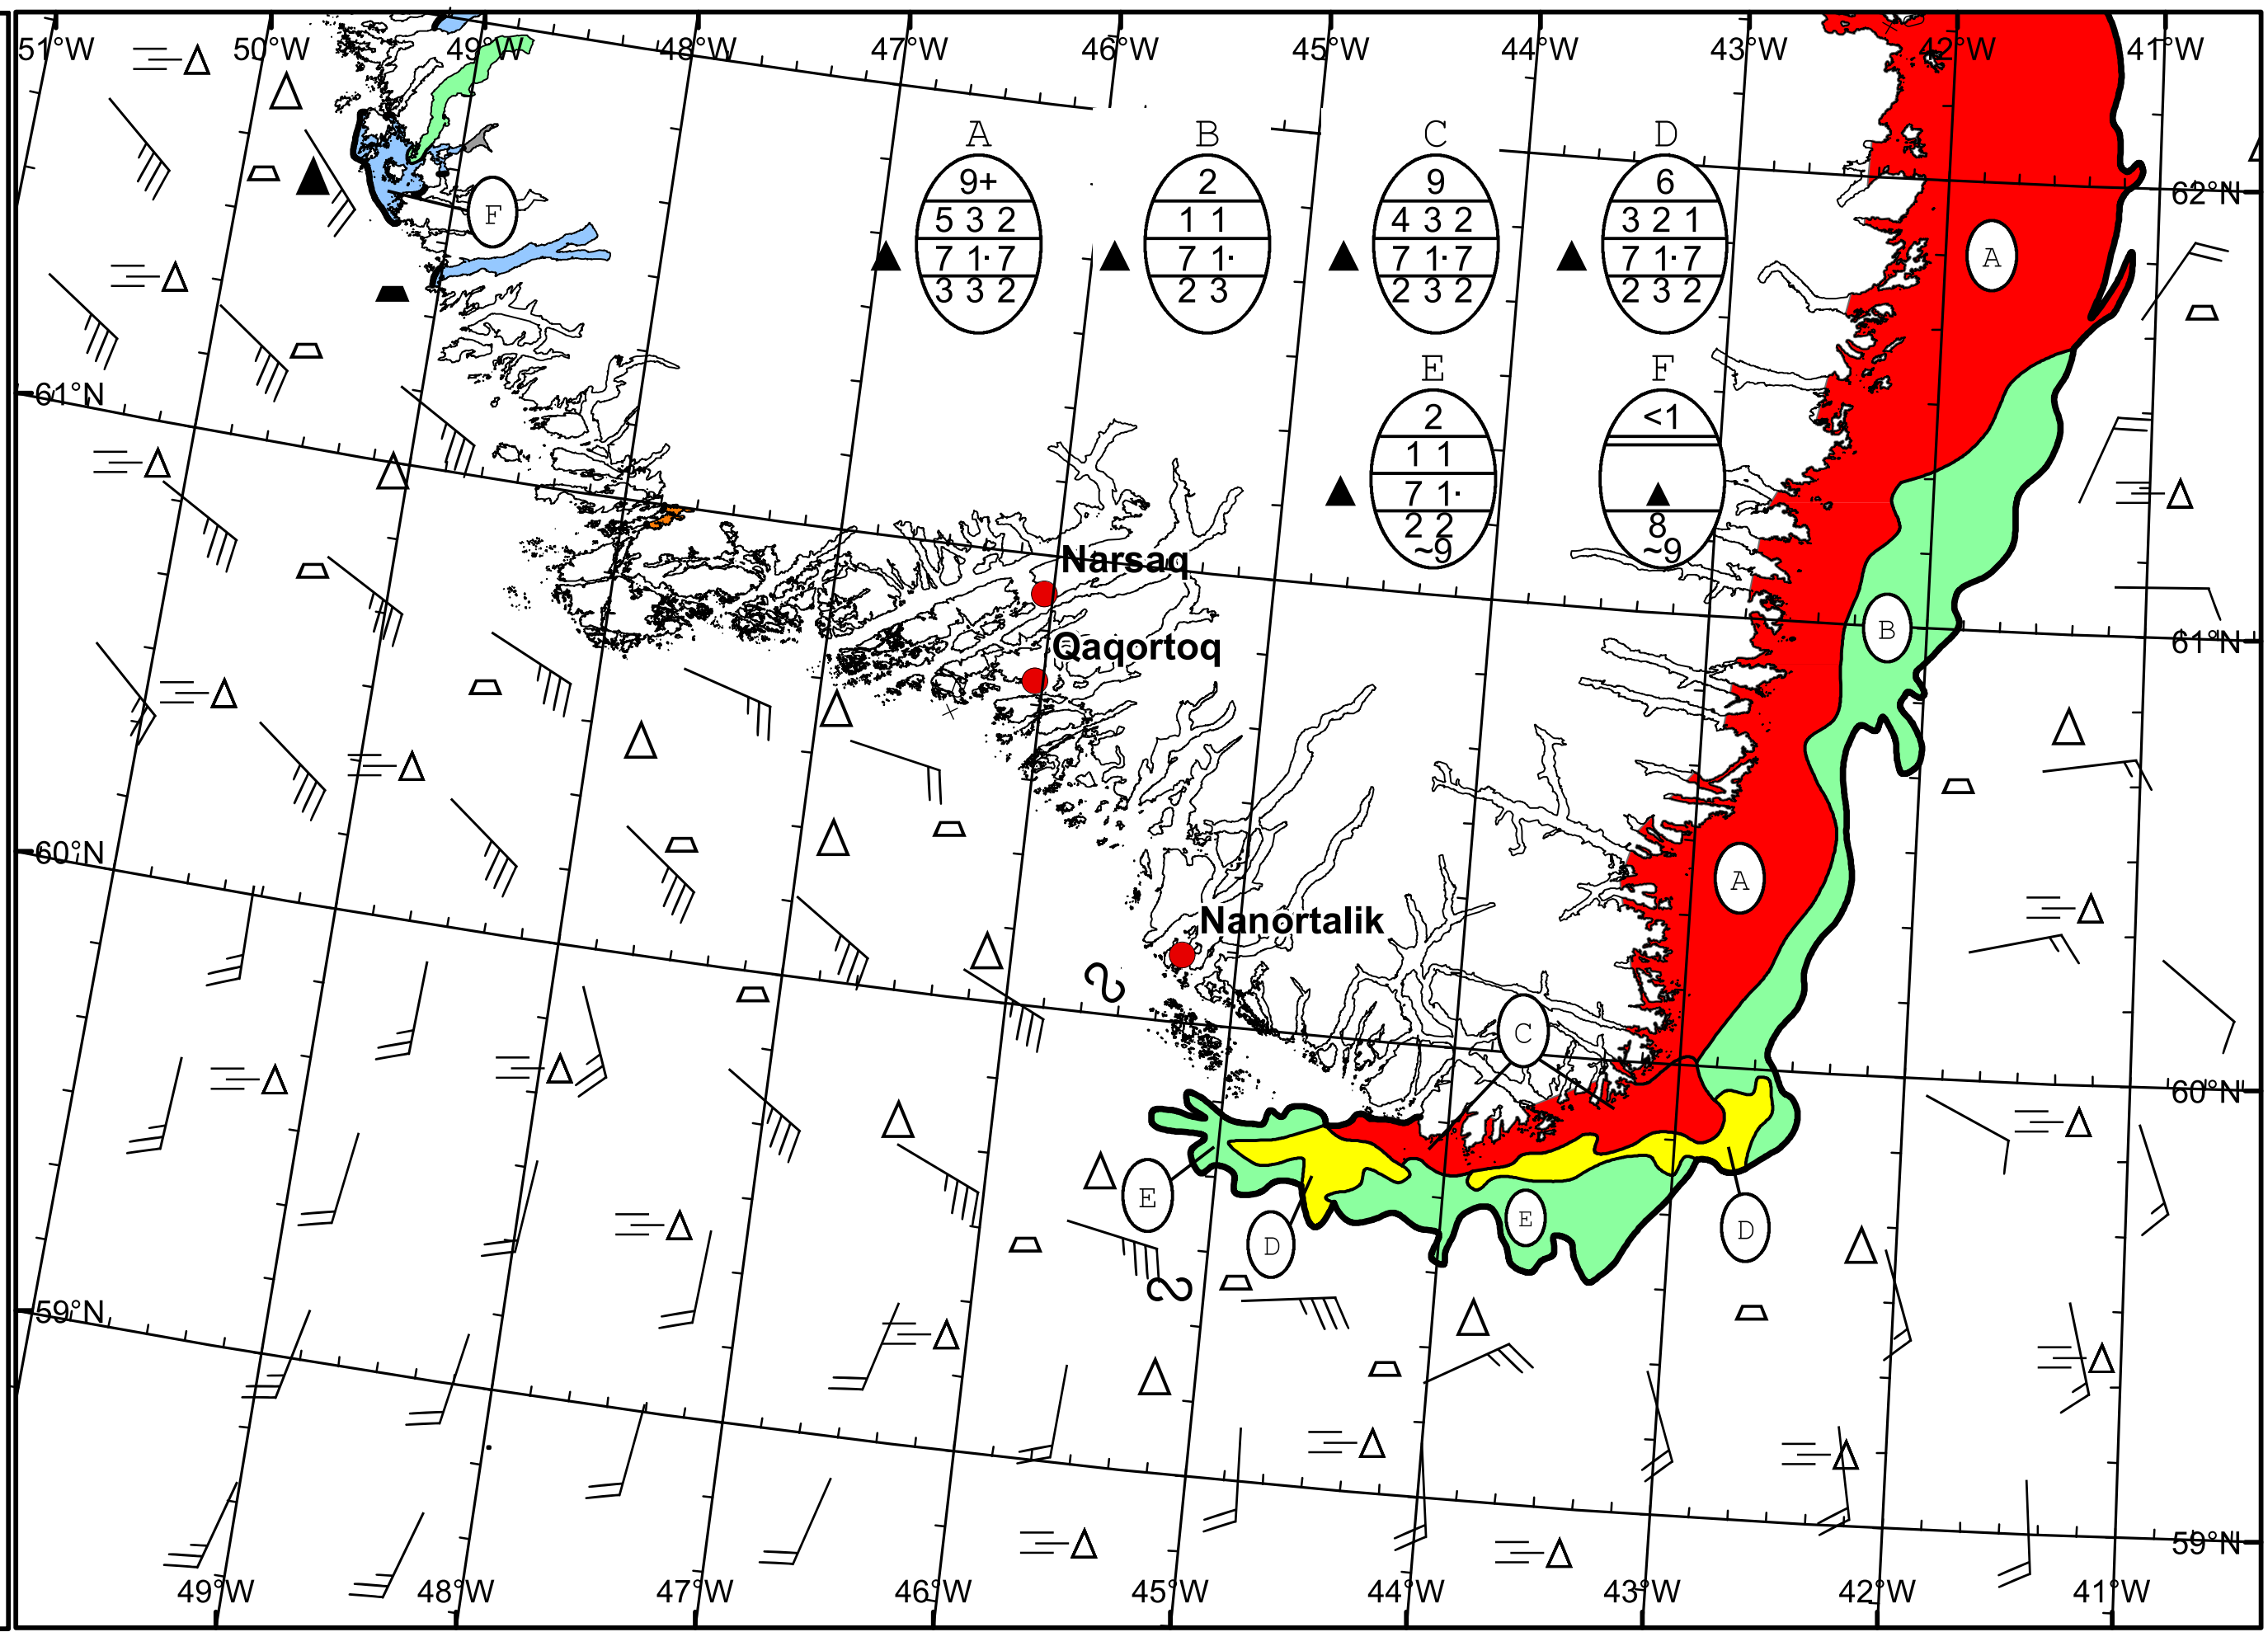 51°W 50°W 49°W 48°W 47°W 46°W 45°W 44°W 43°W 42°W 41°W
A B C D
9+ 2 9 6
5 3 2 1 1 4 3 2 3 2 1
7 1· 7 7 1· 7 1· 7 7 1· 7
3 3 2 2 3 2 3 2 2 3 2
62°N
F
A
E F
2 <1
1 1
7 1·
2 2 8
~9 ~9
61°N
Narsaq
Qaqortoq
B
61°N
60°N
A
Nanortalik
C
60°N
E
D
E
D
59°N
59°N
49°W 48°W 47°W 46°W 45°W 44°W 43°W 42°W 41°W